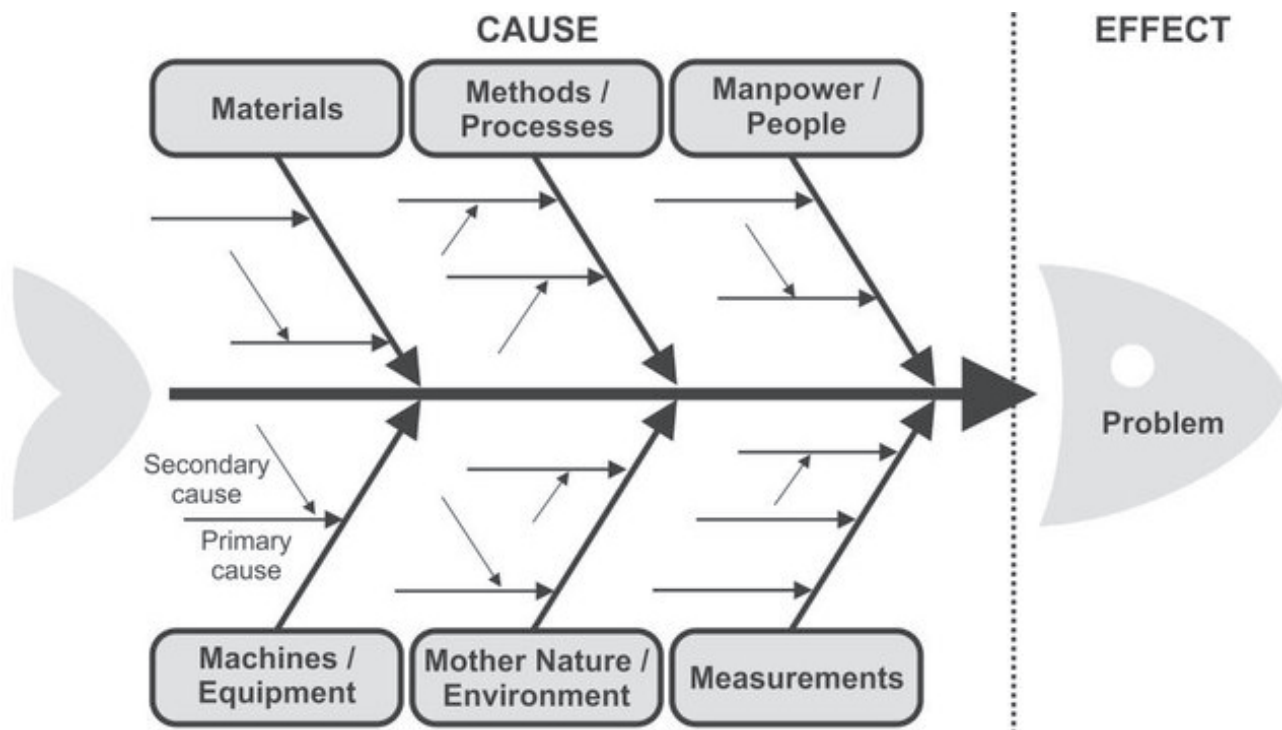 CAUSE
EFFECT
Materials
Methods /
Processes
Manpower /
People
Problem
Secondary
cause
Primary
cause
Machines /
Equipment
Mother Nature /
Environment
Measurements